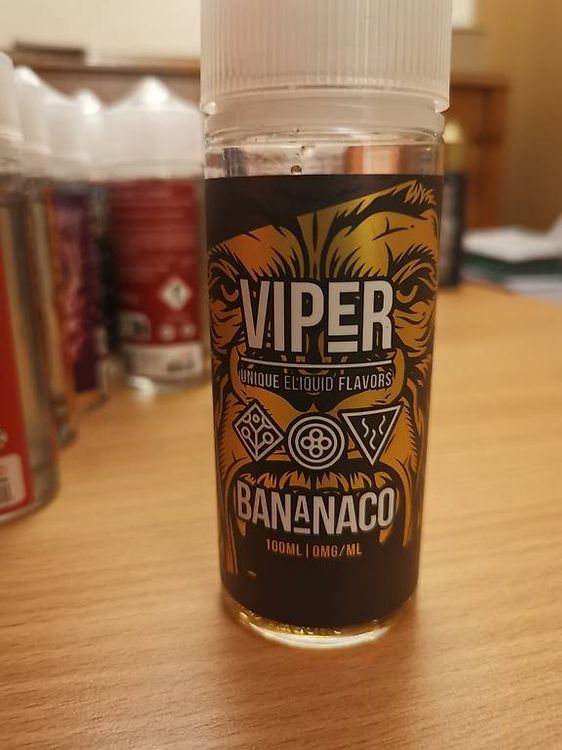 VIPER
UNIQUE ELIQUID FLAVORS
BANANACO
100ML | 0MG/ML